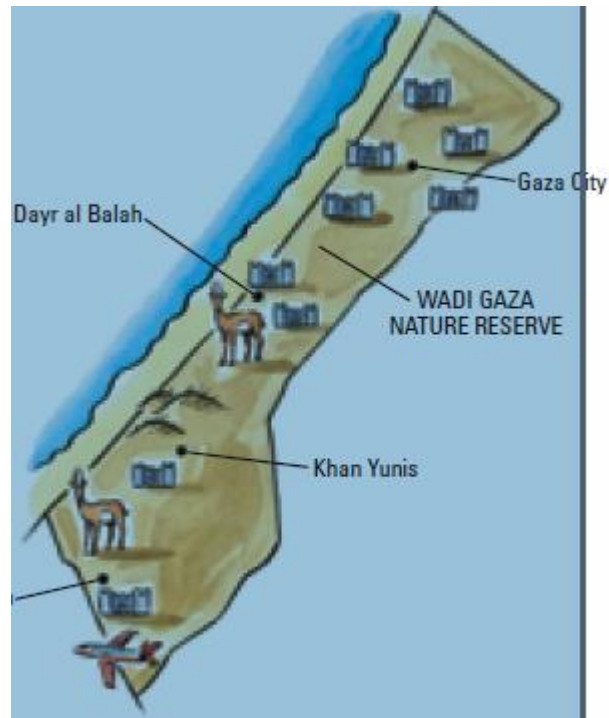 Gaza City
Dayr al Balah
WADI GAZA
NATURE RESERVE
Khan Yunis